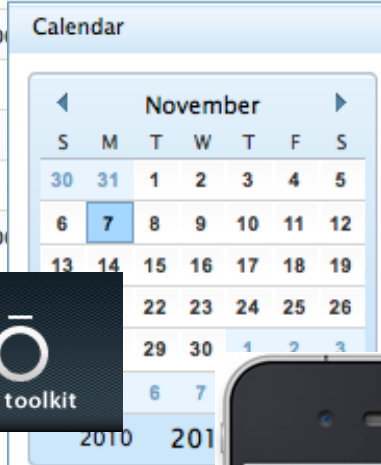 Calendar
November
S M T W T F S
30 31 1 2 3 4 5
6 7 8 9 10 11 12
13 14 15 16 17 18 19
22 23 24 25 26
29 30 1 2 3
6 7
toolkit
2010 201